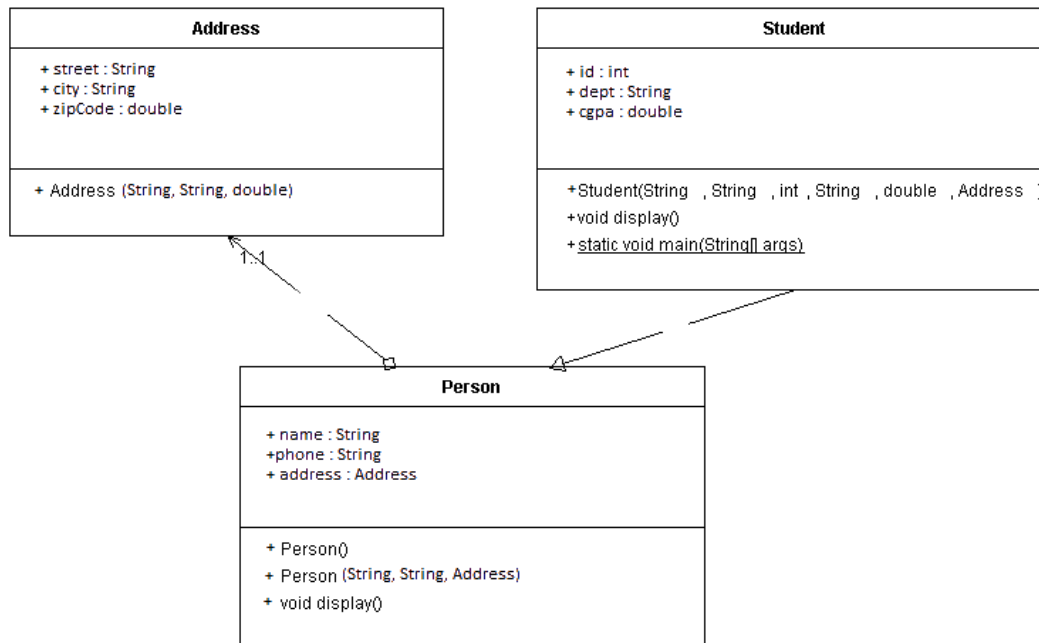 Address
+ street : String
+ city : String
+ zipCode : double
+ Address (String, String, double)
Student
+ id : int
+ dept : String
+ cgpa : double
+Student(String , String , int , String , double , Address )
+void display()
+static void main(String[] args)
1..1
Person
+ name : String
+phone : String
+ address : Address
+ Person()
+ Person (String, String, Address)
+ void display()